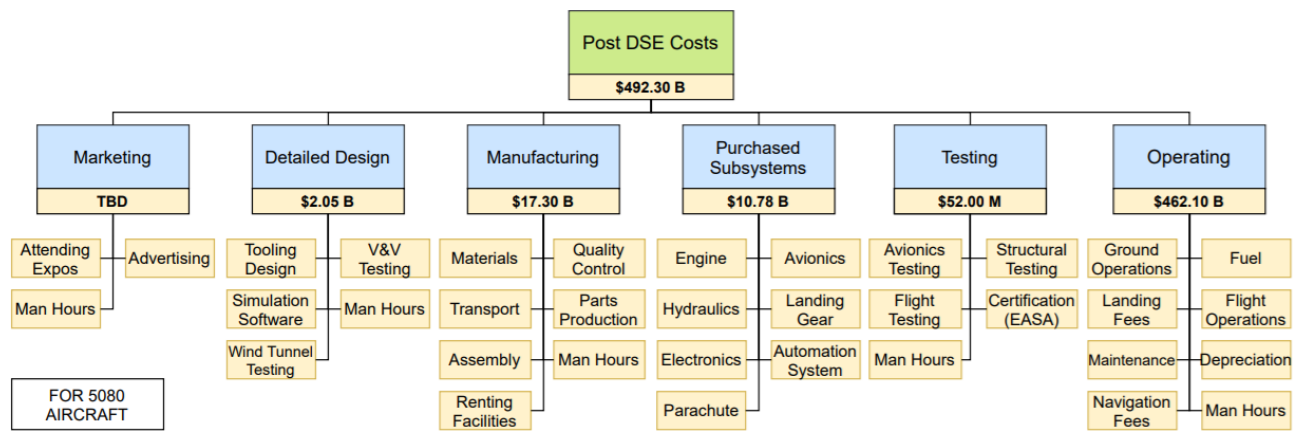 Post DSE Costs
$492.30 B
Marketing
TBD
Attending
Expos
Advertising
Man Hours
Detailed Design
$2.05 B
Tooling
Design
V&V
Testing
Simulation
Software
Man Hours
Wind Tunnel
Testing
Manufacturing
$17.30 B
Materials
Quality
Control
Transport
Parts
Production
Assembly
Man Hours
Renting
Facilities
Purchased
Subsystems
$10.78 B
Engine
Avionics
Hydraulics
Landing
Gear
Electronics
Automation
System
Parachute
Testing
$52.00 M
Avionics
Testing
Structural
Testing
Flight
Testing
Certification
(EASA)
Man Hours
Operating
$462.10 B
Ground
Operations
Fuel
Landing
Fees
Flight
Operations
Maintenance
Depreciation
Navigation
Fees
Man Hours
FOR 5080
AIRCRAFT